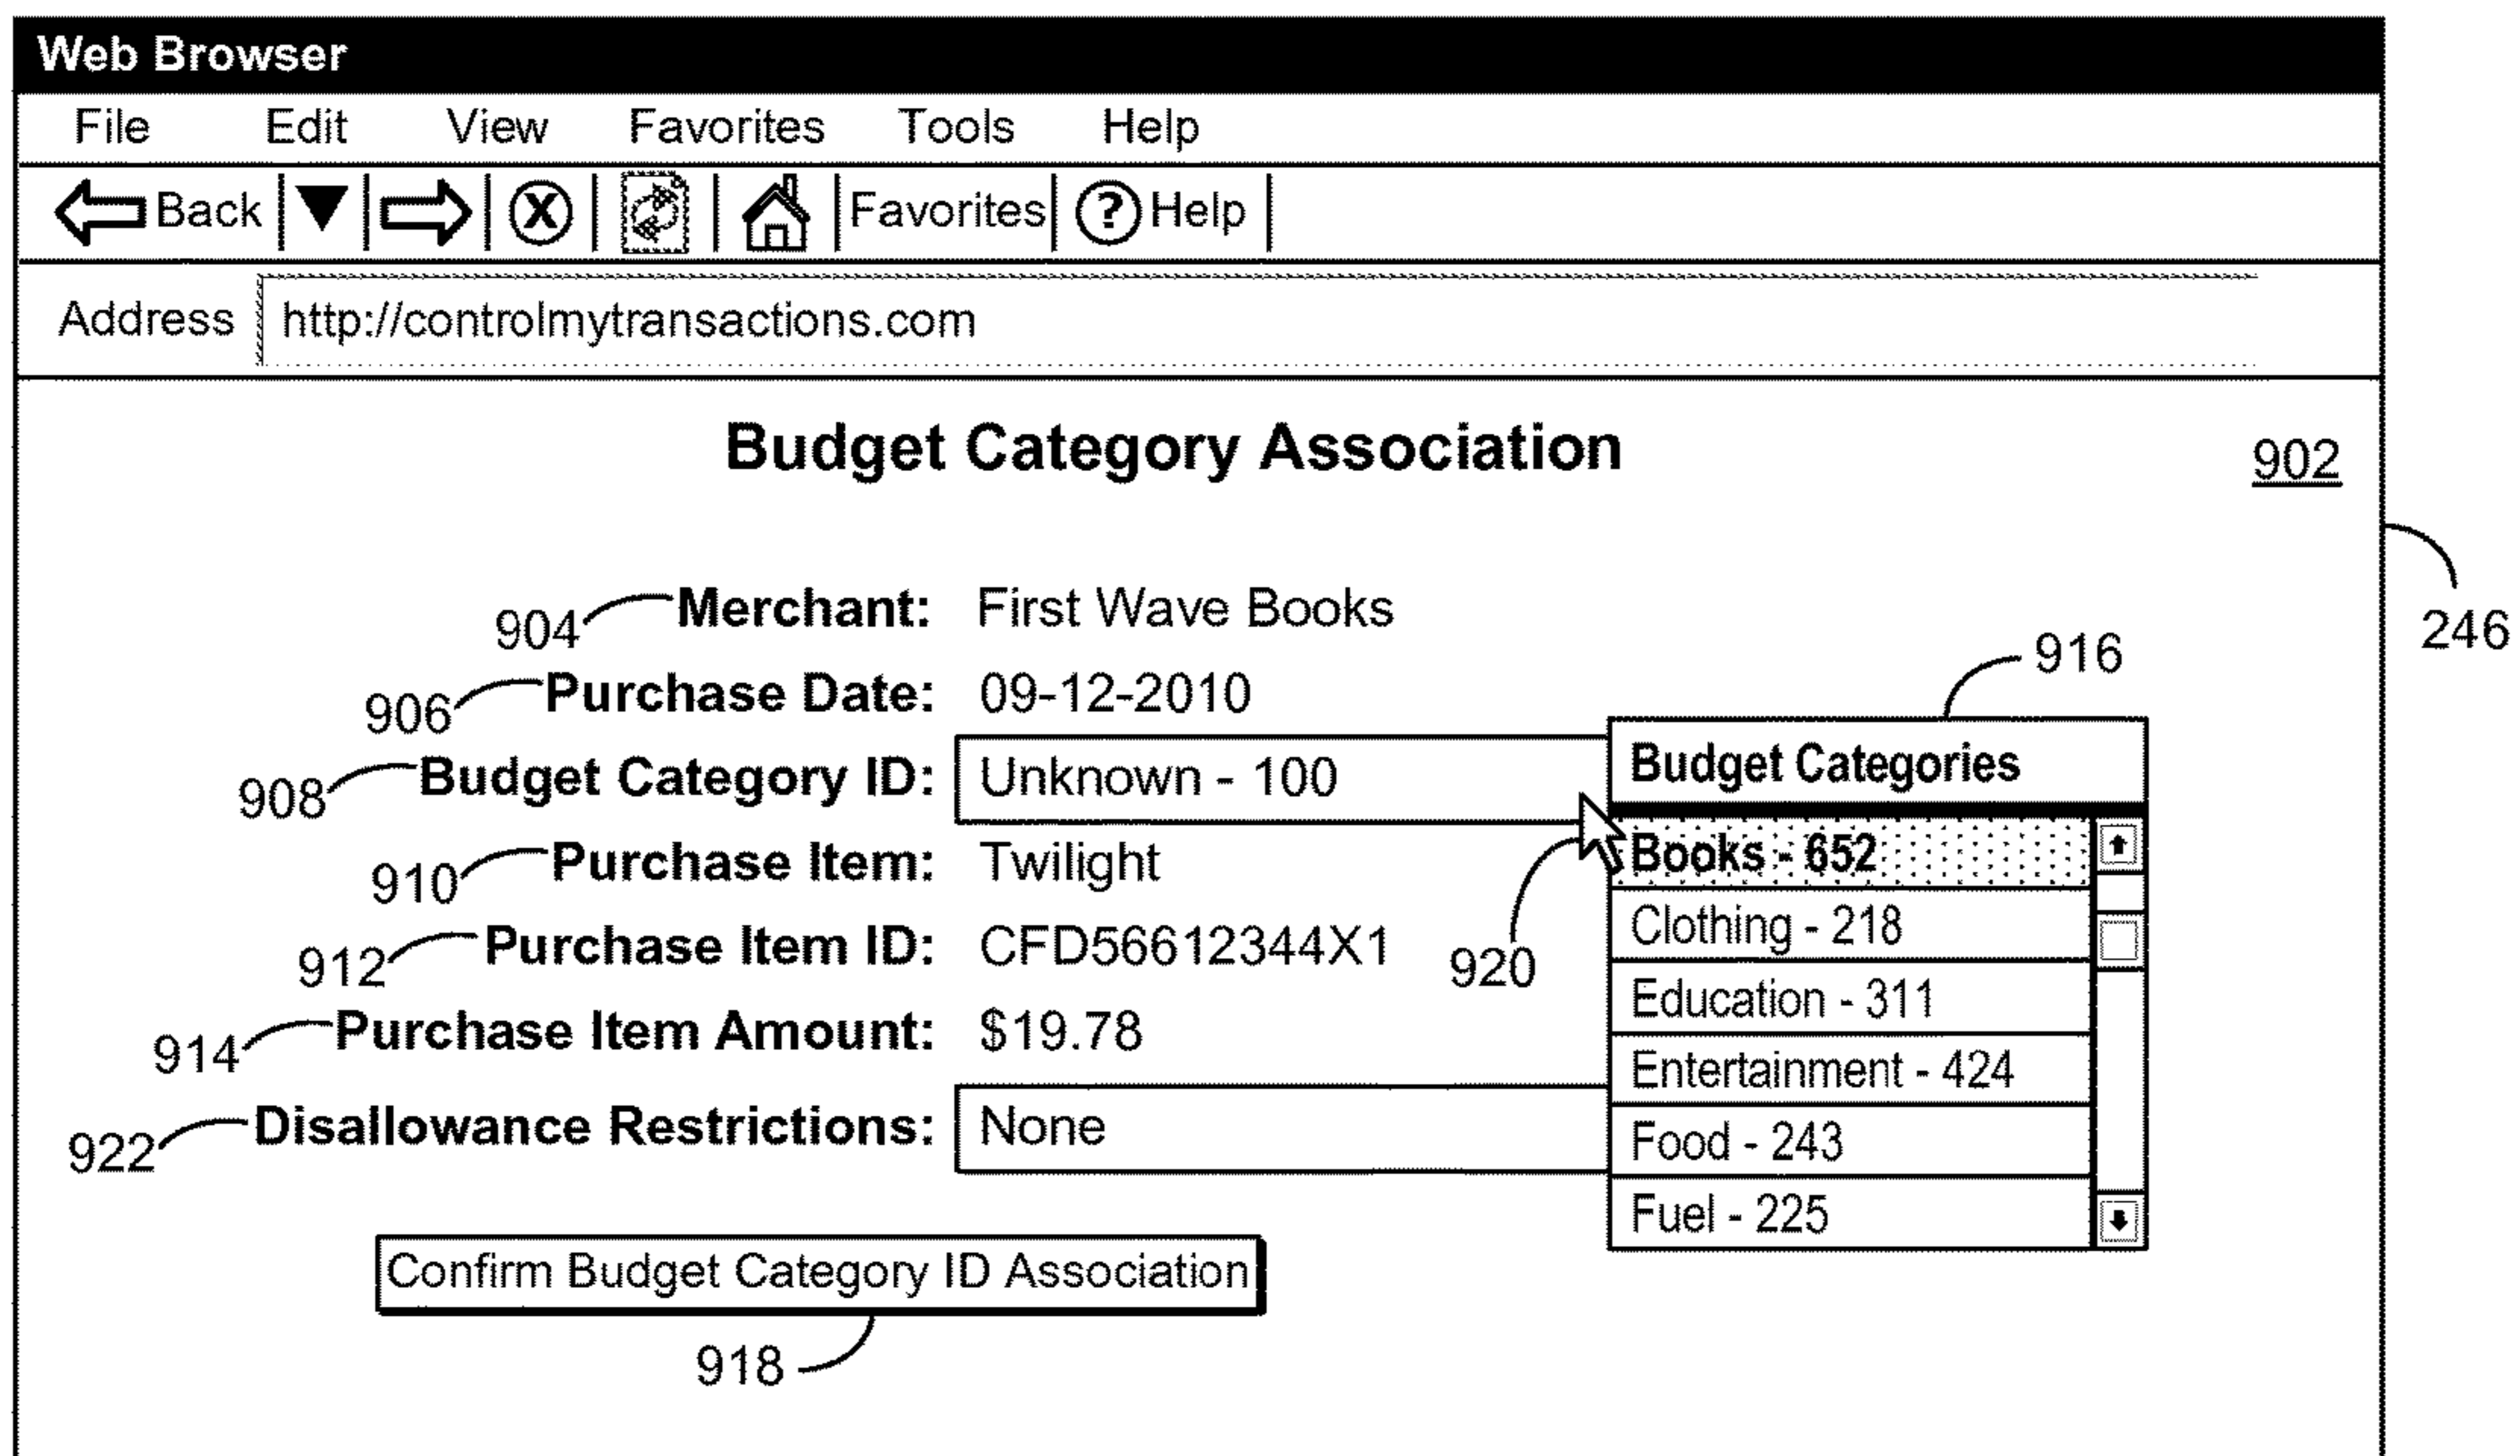 Web Browser
File Edit View Favorites Tools Help
Back X Favorites ? Help
Address http://controlmytransactions.com
Budget Category Association 902
904 Merchant: First Wave Books
246
916
906 Purchase Date: 09-12-2010
Budget Categories
908 Budget Category ID: Unknown - 100
Books - 652
910 Purchase Item: Twilight
Clothing - 218
912 Purchase Item ID: CFD56612344X1
920
Education - 311
914 Purchase Item Amount: $19.78
Entertainment - 424
922 Disallowance Restrictions: None
Food - 243
Fuel - 225
Confirm Budget Category ID Association
918